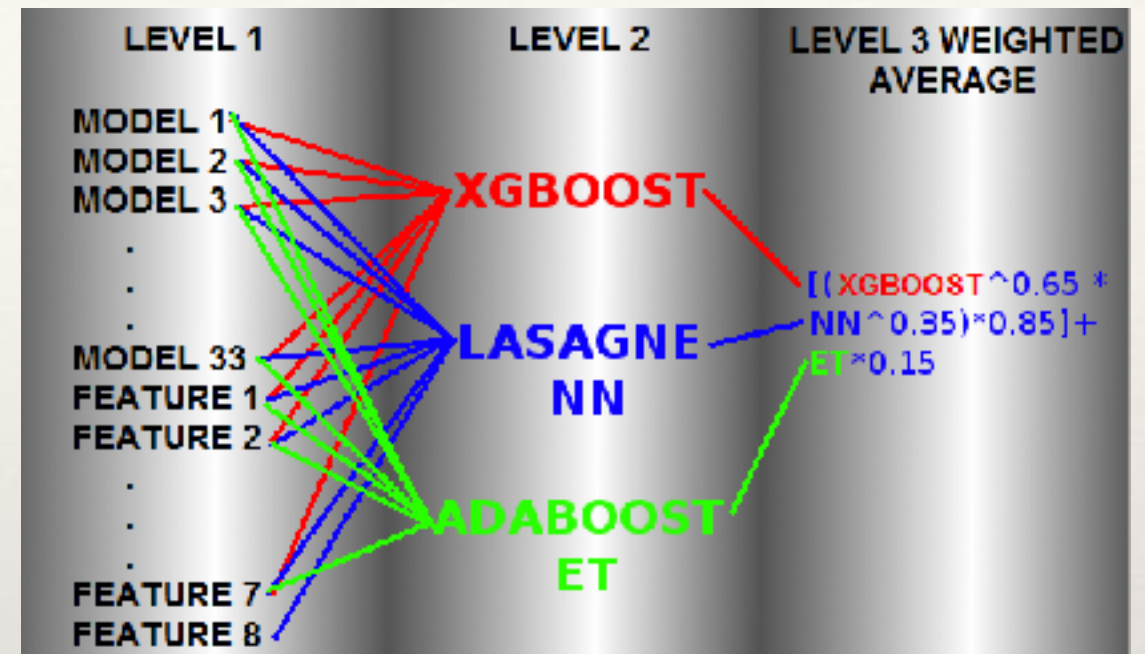 LEVEL 1
LEVEL 2
LEVEL 3 WEIGHTED
AVERAGE
MODEL 1
MODEL 2
MODEL 3
.
.
.
MODEL 33
FEATURE 1
FEATURE 2
.
.
.
FEATURE 7
FEATURE 8
XGBOOST
LASAGNE
NN
ADABOOST
ET
[(XGBOOST^0.65 *
NN^0.35)*0.85]+
ET*0.15